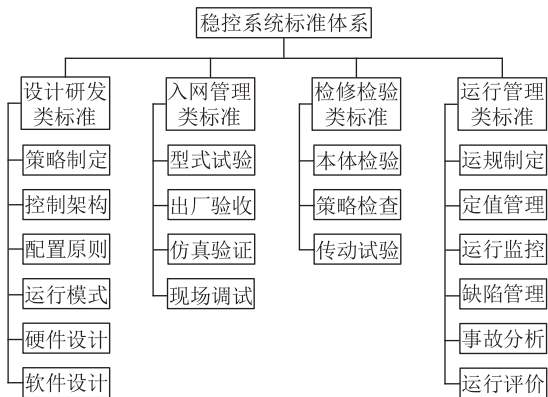 稳控系统标准体系
设计研发
类标准
策略制定
控制架构
配置原则
运行模式
硬件设计
软件设计
入网管理
类标准
型式试验
出厂验收
仿真验证
现场调试
检修检验
类标准
本体检验
策略检查
传动试验
运行管理
类标准
运规制定
定值管理
运行监控
缺陷管理
事故分析
运行评价